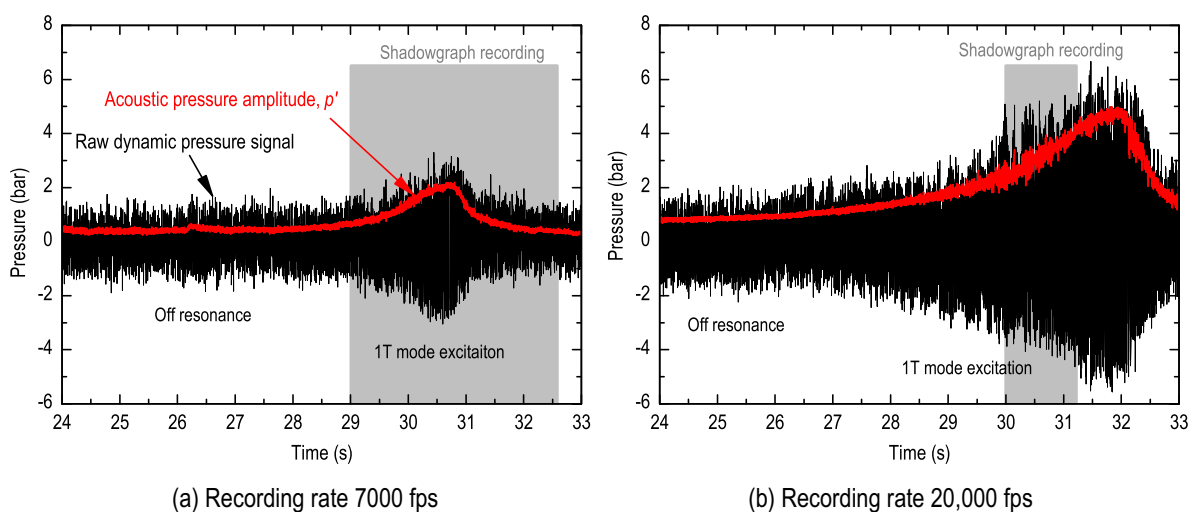 8
6
4
2
0
-2
-4
-6
Pressure (bar)
Shadowgraph recording
Acoustic pressure amplitude, p'
Raw dynamic pressure signal
Off resonance
1T mode excitaiton
24 25 26 27 28 29 30 31 32 33
Time (s)
(a) Recording rate 7000 fps
8
6
4
2
0
-2
-4
-6
Pressure (bar)
Shadowgraph recording
Off resonance
1T mode excitation
24 25 26 27 28 29 30 31 32 33
Time (s)
(b) Recording rate 20,000 fps